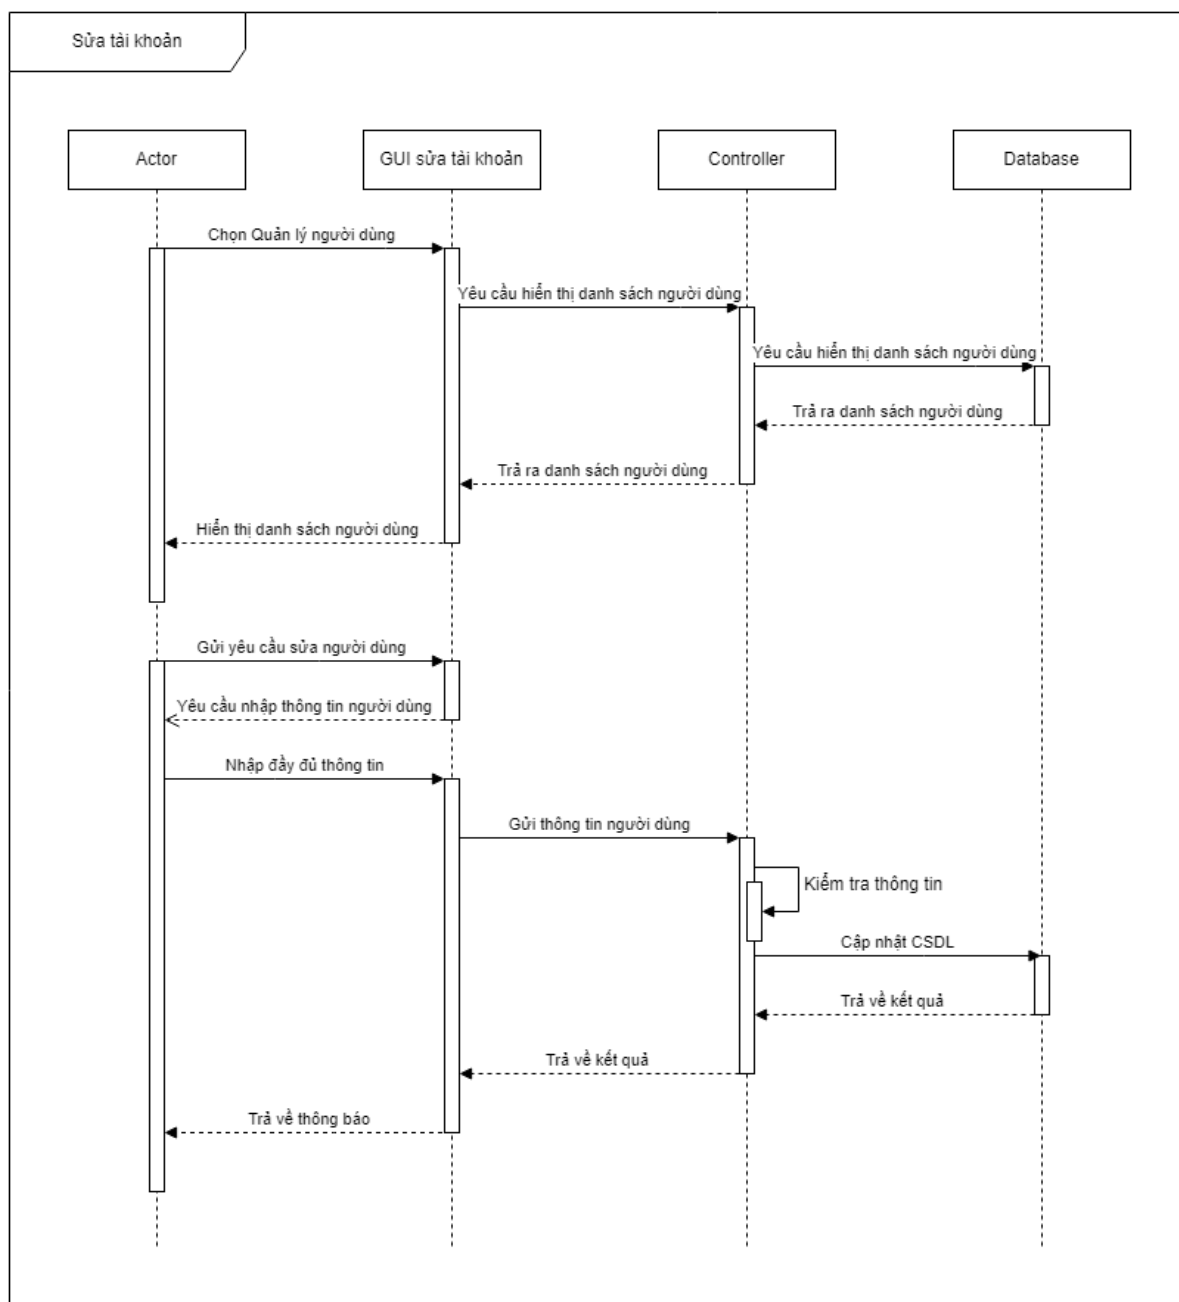 Sửa tài khoản
Actor
GUI sửa tài khoản
Controller
Database
Chọn Quản lý người dùng
Yêu cầu hiển thị danh sách người dùng
Yêu cầu hiển thị danh sách người dùng
Trả ra danh sách người dùng
Trả ra danh sách người dùng
Hiển thị danh sách người dùng
Gửi yêu cầu sửa người dùng
Yêu cầu nhập thông tin người dùng
Nhập đầy đủ thông tin
Gửi thông tin người dùng
Kiểm tra thông tin
Cập nhật CSDL
Trả về kết quả
Trả về kết quả
Trả về thông báo